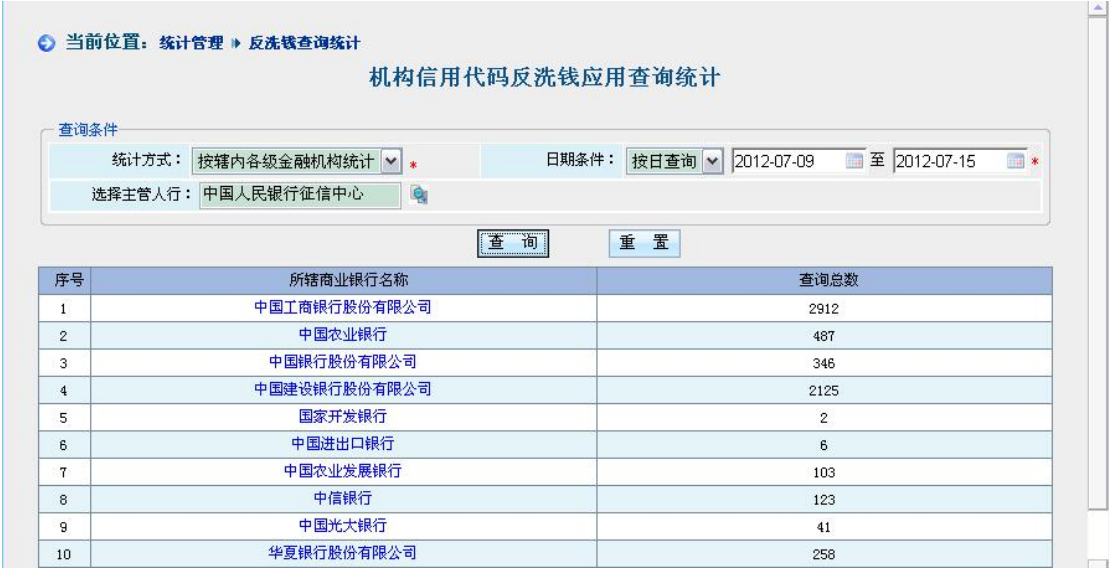 当前位置：统计管理 反洗钱查询统计
机构信用代码反洗钱应用查询统计
查询条件
统计方式： 按辖内各级金融机构统计 * 日期条件： 按日查询 2012-07-09 至 2012-07-15 *
选择主管人行： 中国人民银行征信中心
查 询 重 置
序号 所辖商业银行名称 查询总数
1 中国工商银行股份有限公司 2912
2 中国农业银行 487
3 中国银行股份有限公司 346
4 中国建设银行股份有限公司 2125
5 国家开发银行 2
6 中国进出口银行 6
7 中国农业发展银行 103
8 中信银行 123
9 中国光大银行 41
10 华夏银行股份有限公司 258